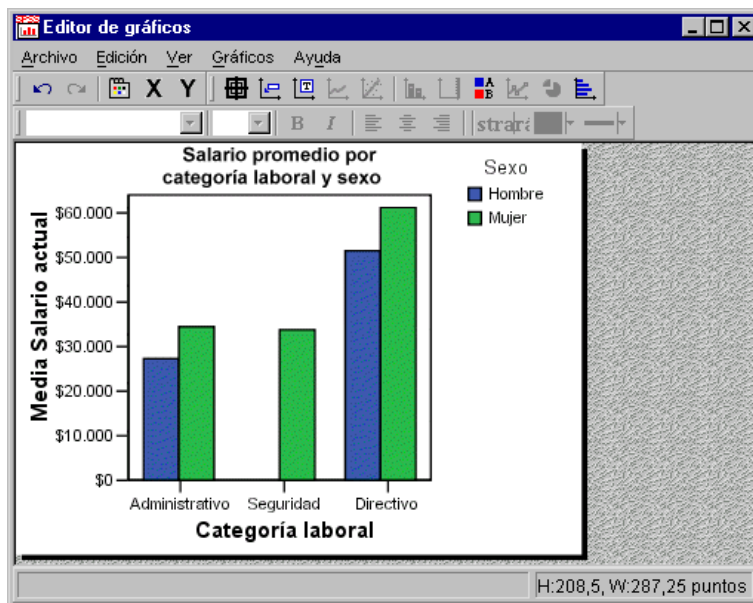 Editor de gráficos
Archivo Edición Ver Gráficos Ayuda
X Y T A B
B I
Salario promedio por
categoría laboral y sexo
Sexo
Hombre
Mujer
Media Salario actual
$60.000
$50.000
$40.000
$30.000
$20.000
$10.000
$0
Administrativo Seguridad Directivo
Categoría laboral
H:208,5, W:287,25 puntos